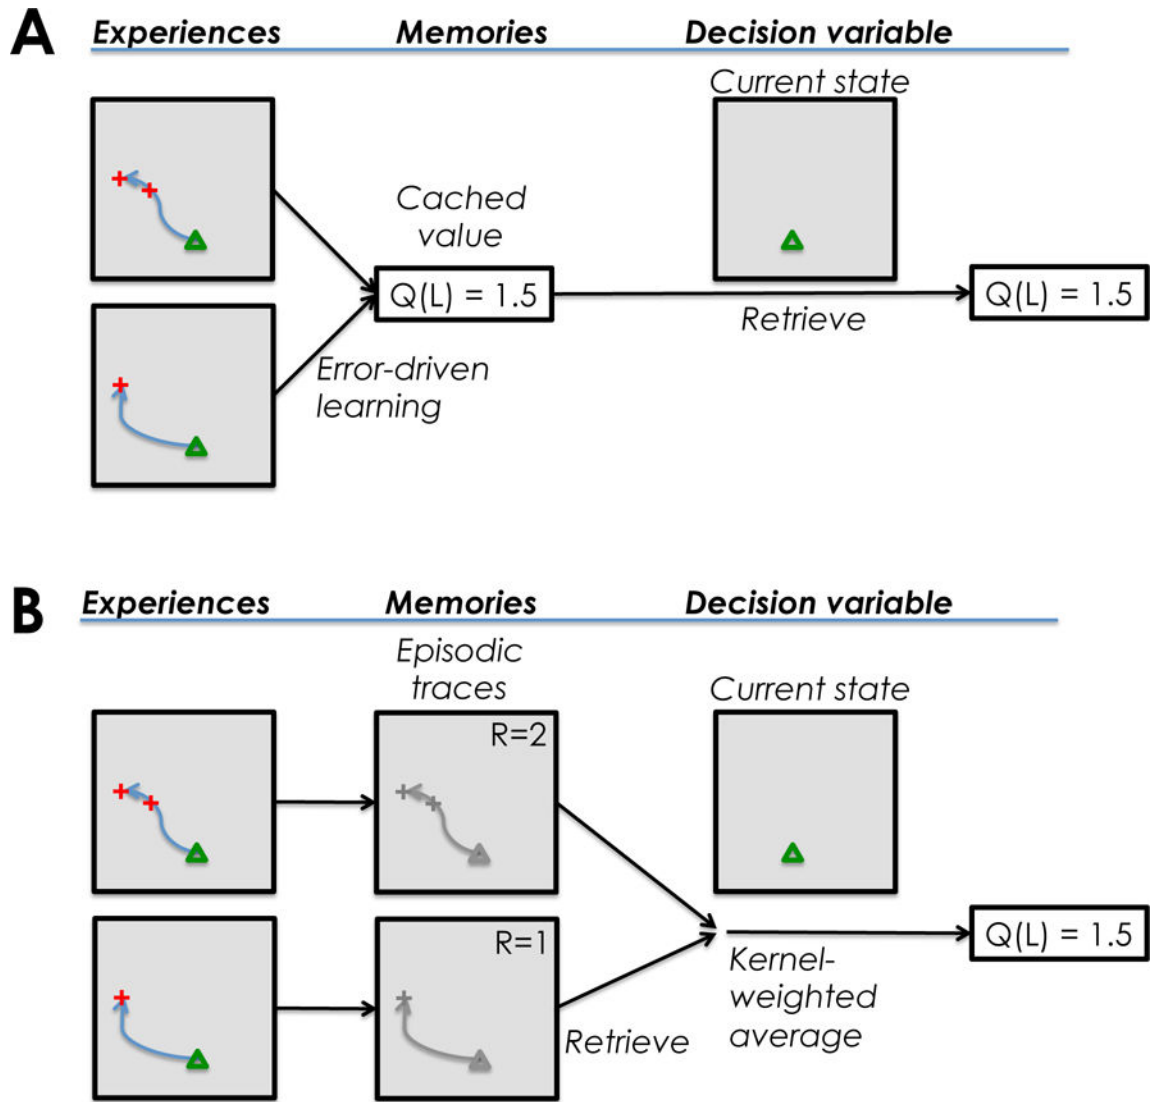 A
Experiences Memories Decision variable
Current state
Cached
value
Q(L) = 1.5
Q(L) = 1.5
Retrieve
Error-driven
learning
B
Experiences Memories Decision variable
Episodic
traces
Current state
R=2
R=1
Q(L) = 1.5
Kernel-
weighted
average
Retrieve